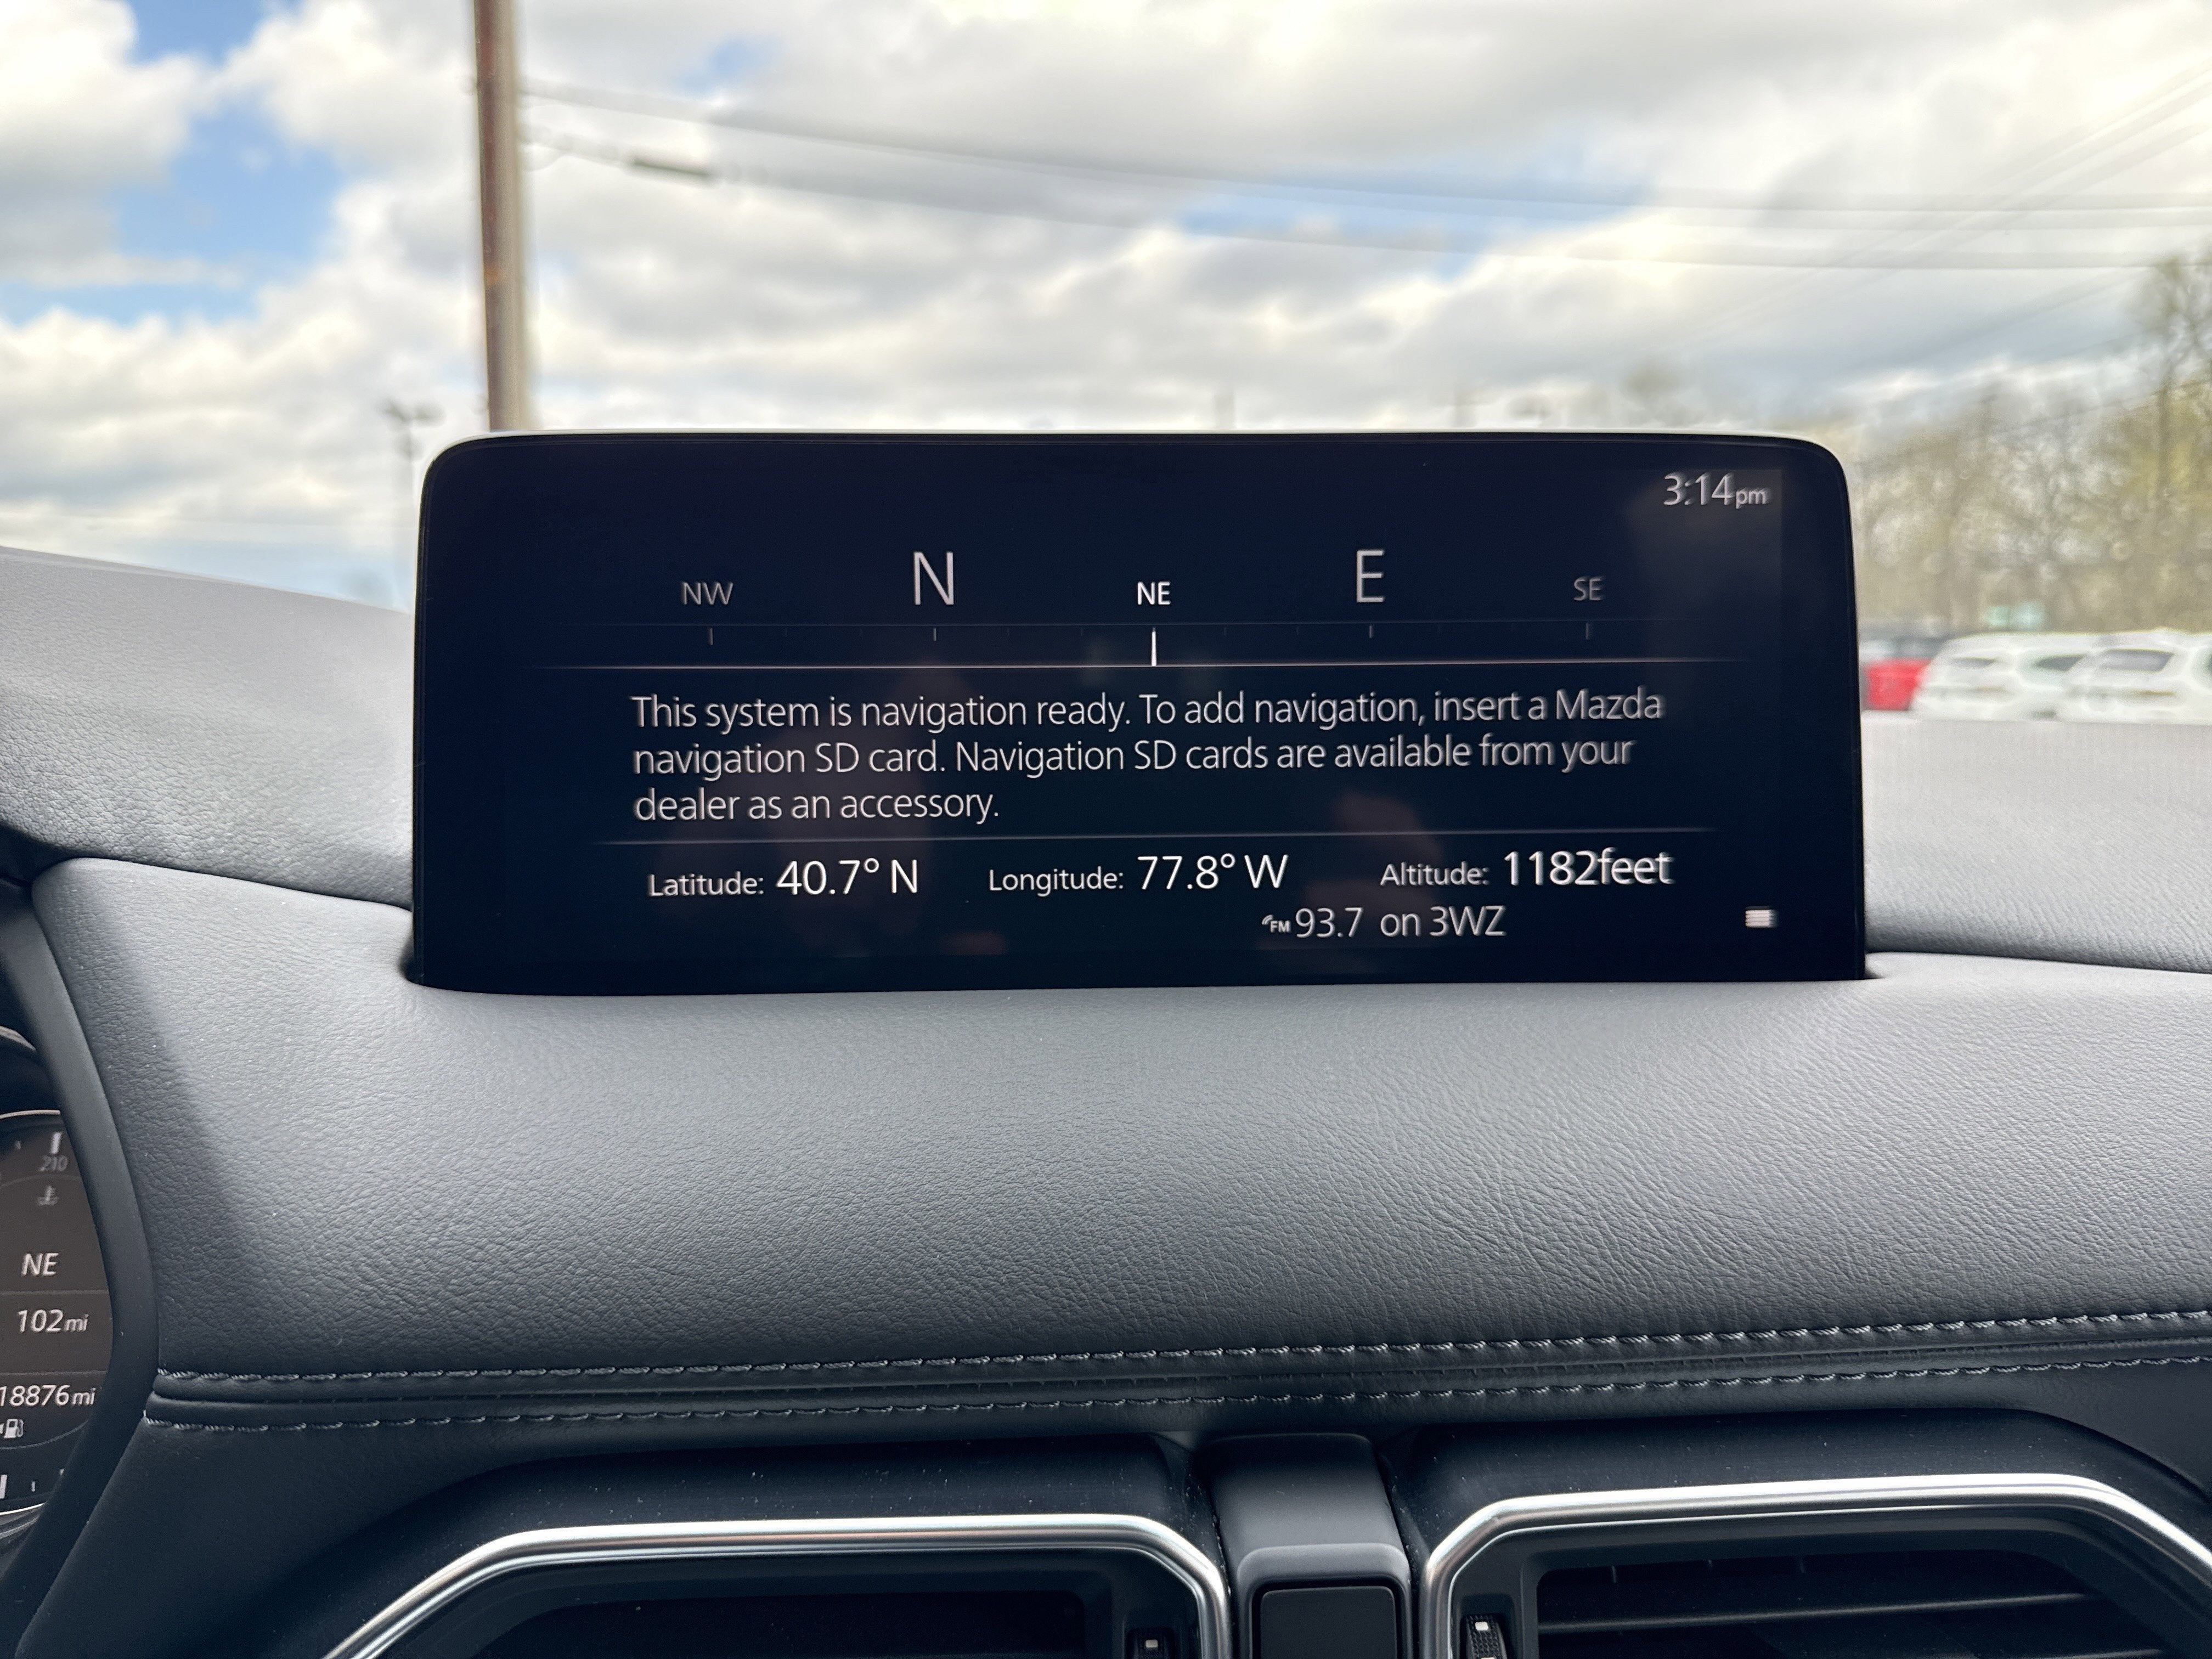 3:14pm
NW N NE E SE
This system is navigation ready. To add navigation, insert a Mazda
navigation SD card. Navigation SD cards are available from your
dealer as an accessory.
Latitude: 40.7° N Longitude: 77.8° W Altitude: 1182feet
FM 93.7 on 3WZ
210
NE
102mi
18876mi